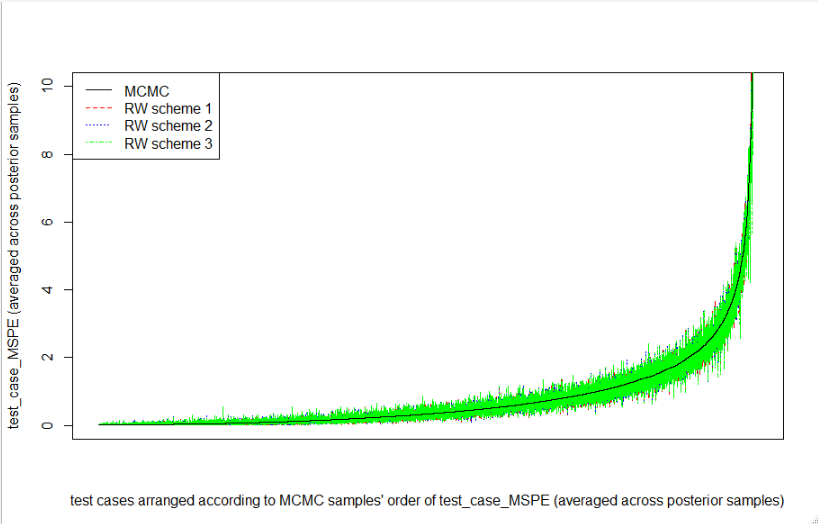 test_case_MSPE (averaged across posterior samples)
10
8
6
4
2
0
MCMC
RW scheme 1
RW scheme 2
RW scheme 3
test cases arranged according to MCMC samples' order of test_case_MSPE (averaged across posterior samples)